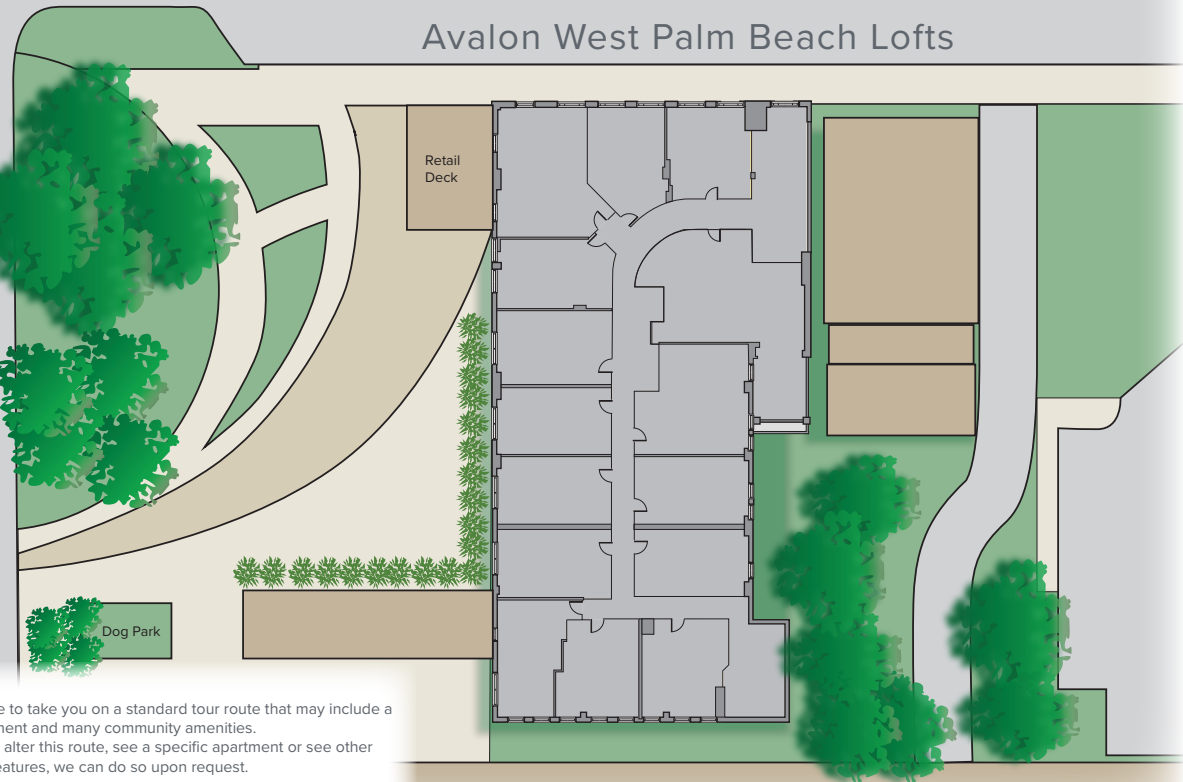 Avalon West Palm Beach Lofts
Retail
Deck
Dog Park
e to take you on a standard tour route that may include a
ment and many community amenities.
alter this route, see a specific apartment or see other
eatures, we can do so upon request.